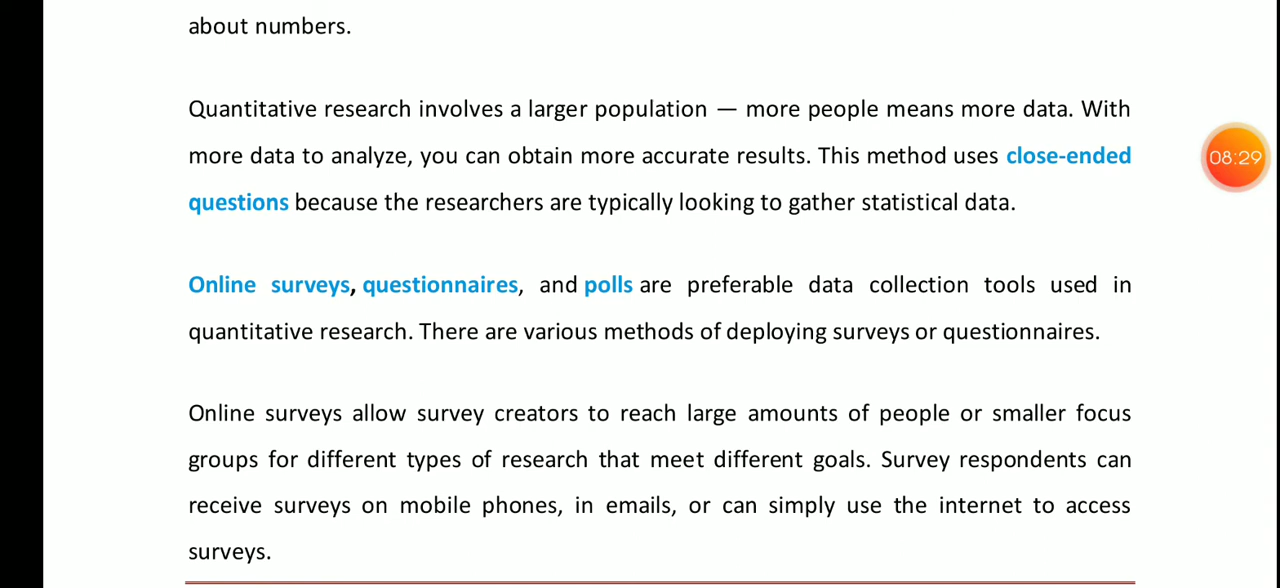 about numbers.
Quantitative research involves a larger population — more people means more data. With
more data to analyze, you can obtain more accurate results. This method uses close-ended
questions because the researchers are typically looking to gather statistical data.
Online surveys, questionnaires, and polls are preferable data collection tools used in
quantitative research. There are various methods of deploying surveys or questionnaires.
Online surveys allow survey creators to reach large amounts of people or smaller focus
groups for different types of research that meet different goals. Survey respondents can
receive surveys on mobile phones, in emails, or can simply use the internet to access
surveys.
08:29